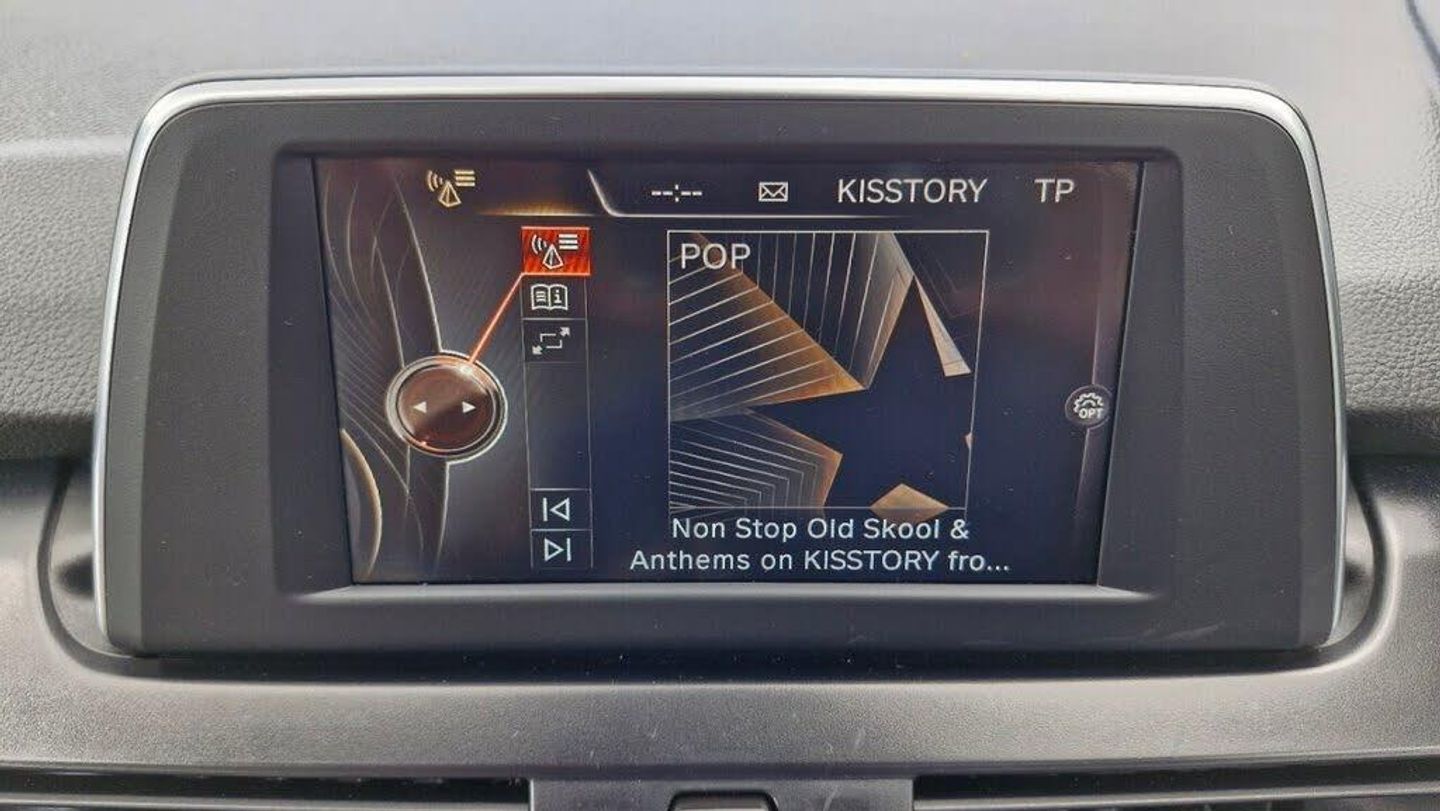 --:-- KISSTORY TP
POP
OPT
Non Stop Old Skool &
Anthems on KISSTORY fro...